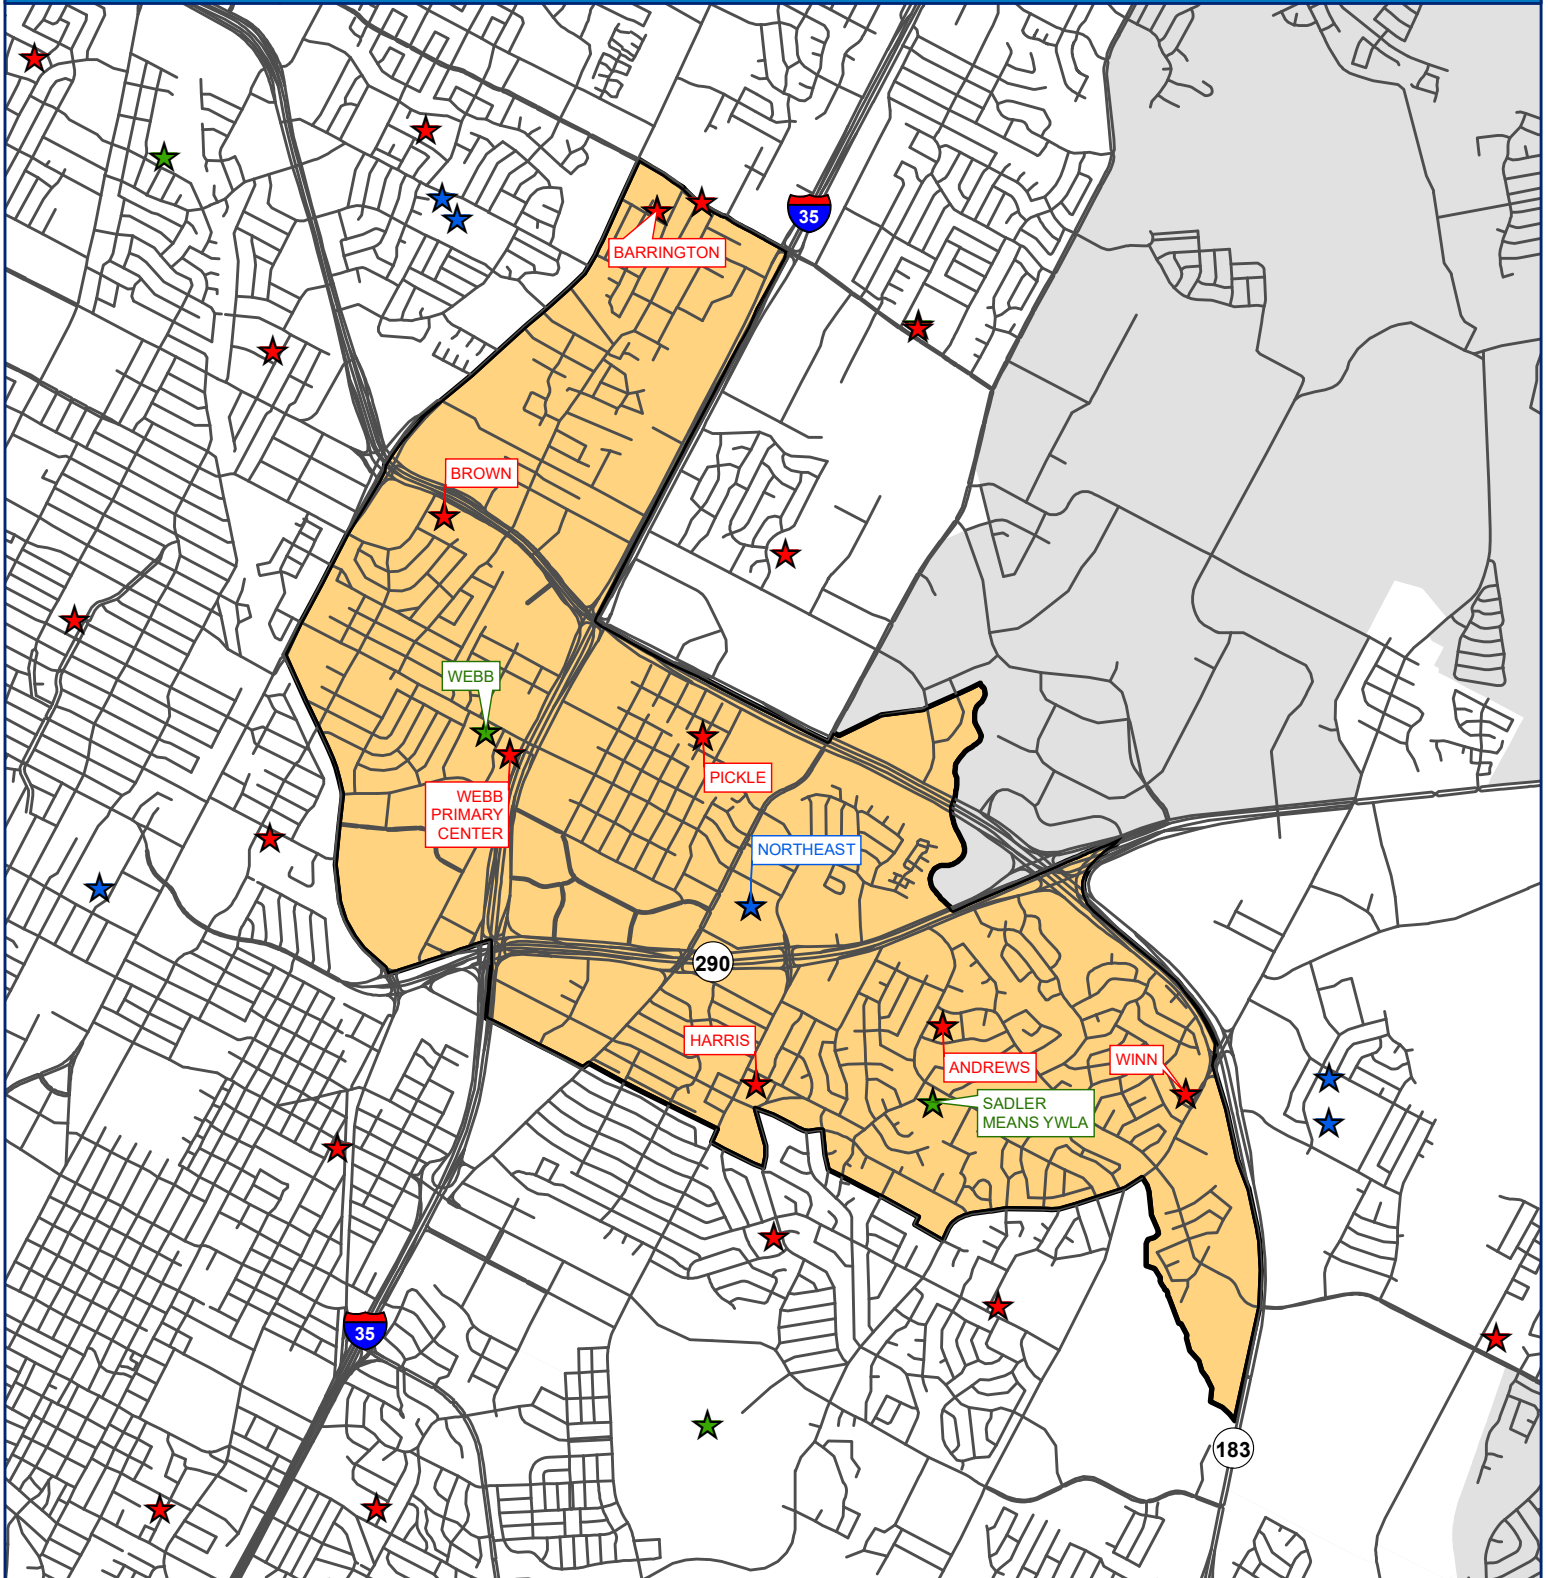 35
BARRINGTON
BROWN
WEBB
WEBB
PRIMARY
CENTER
PICKLE
NORTHEAST
290
HARRIS
ANDREWS
WINN
SADLER
MEANS YWLA
35
183